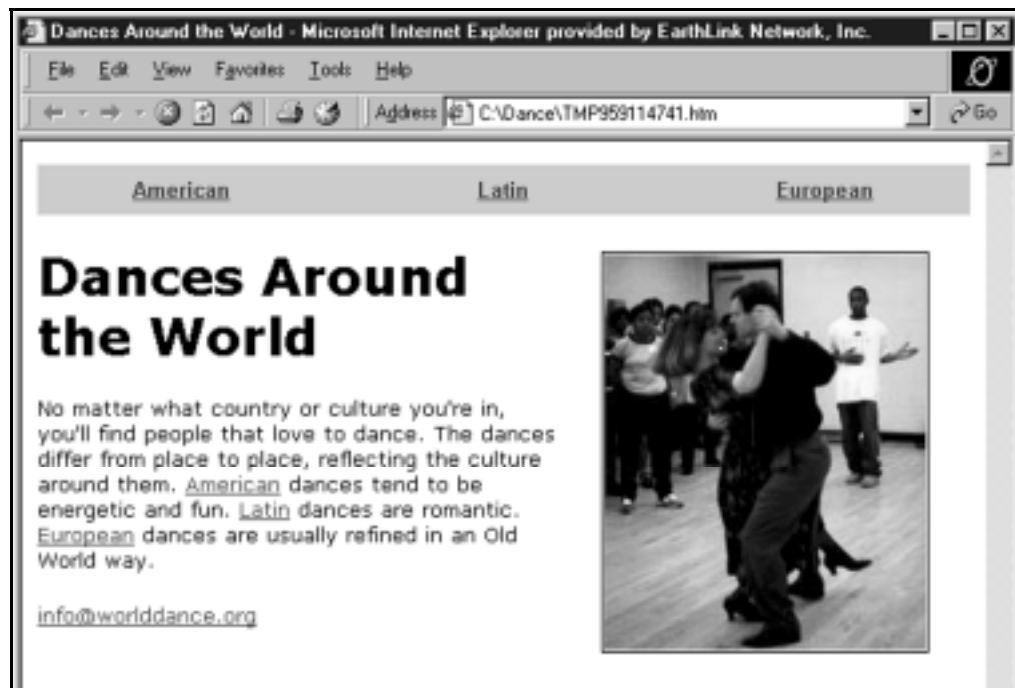 Dances Around the World - Microsoft Internet Explorer provided by EarthLink Network, Inc.
File Edit View Favorites Tools Help
Address C:\Dance\TMP959114741.htm Go
American Latin European
Dances Around
the World
No matter what country or culture you're in,
you'll find people that love to dance. The dances
differ from place to place, reflecting the culture
around them. American dances tend to be
energetic and fun. Latin dances are romantic.
European dances are usually refined in an Old
World way.
info@worlddance.org